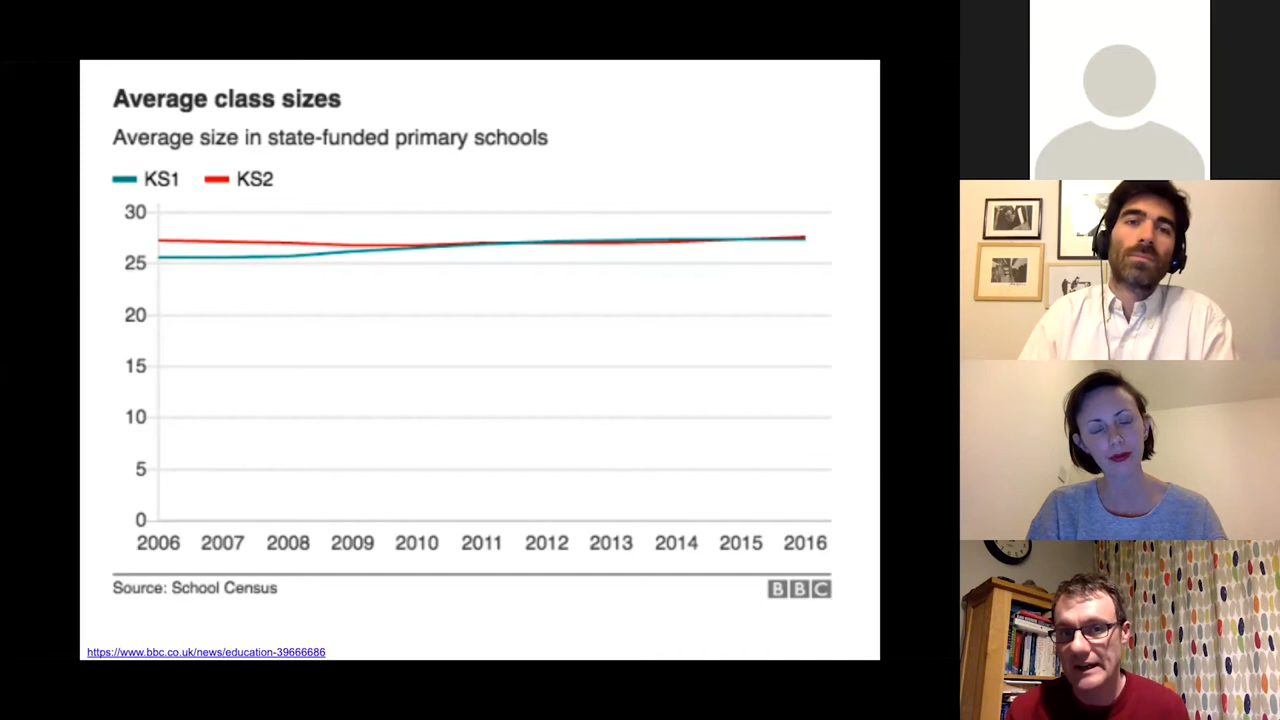 Average class sizes
Average size in state-funded primary schools
KS1 KS2
30
25
20
15
10
5
0
2006 2007 2008 2009 2010 2011 2012 2013 2014 2015 2016
Source: School Census
BBC
https://www.bbc.co.uk/news/education-39666686